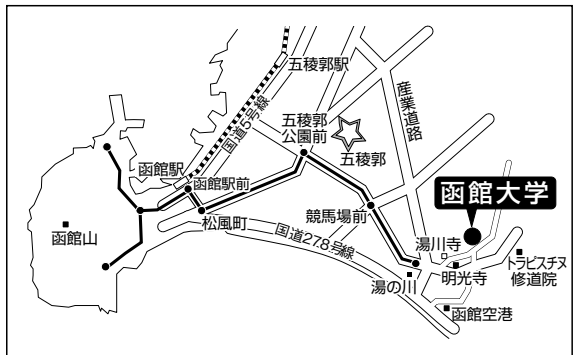 五稜郭駅
国道5号線
産業道路
五稜郭
公園前
五稜郭
函館駅
函館駅前
函館大学
競馬場前
松風町
函館山
国道278号線
湯川寺
トラピスチヌ
修道院
明光寺
湯の川
函館空港